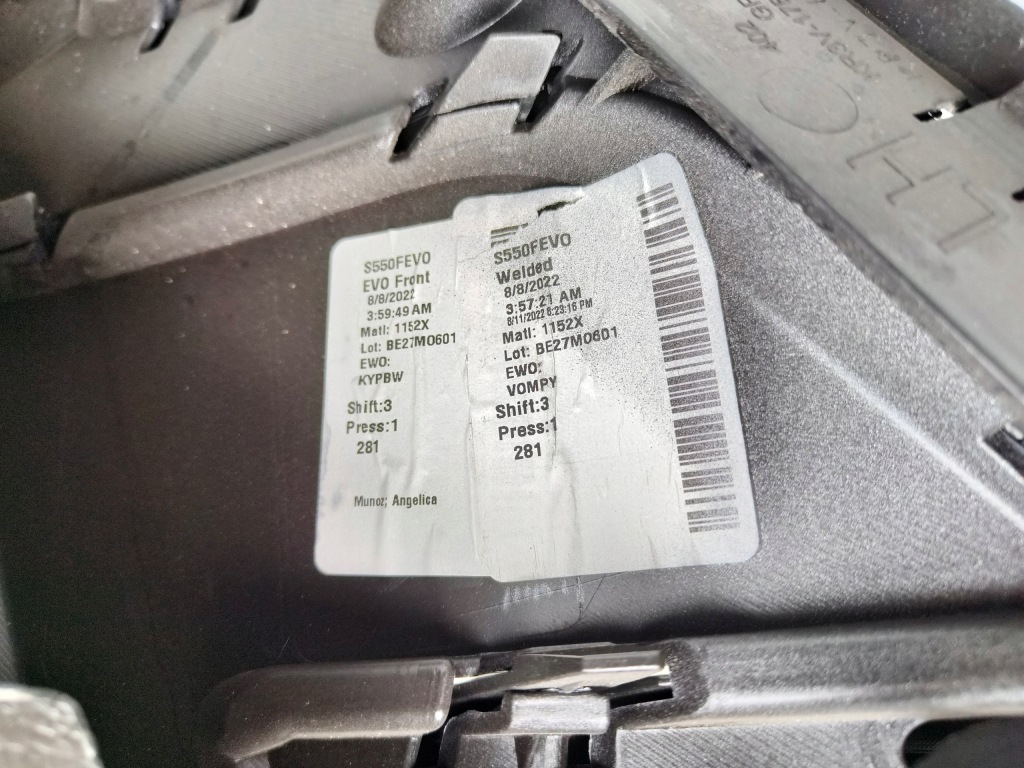 S550FEVO
EVO Front
8/8/2022
3:59:49 AM
Matl: 1152X
Lot: BE27M0601
EWO:
KYPBW
Shift:3
Press:1
281
Munoz; Angelica
S550FEVO
Welded
8/8/2022
3:57:21 AM
8/11/2022 8:23:16 PM
Matl: 1152X
Lot: BE27M0601
EWO:
VOMPY
Shift:3
Press:1
281
402